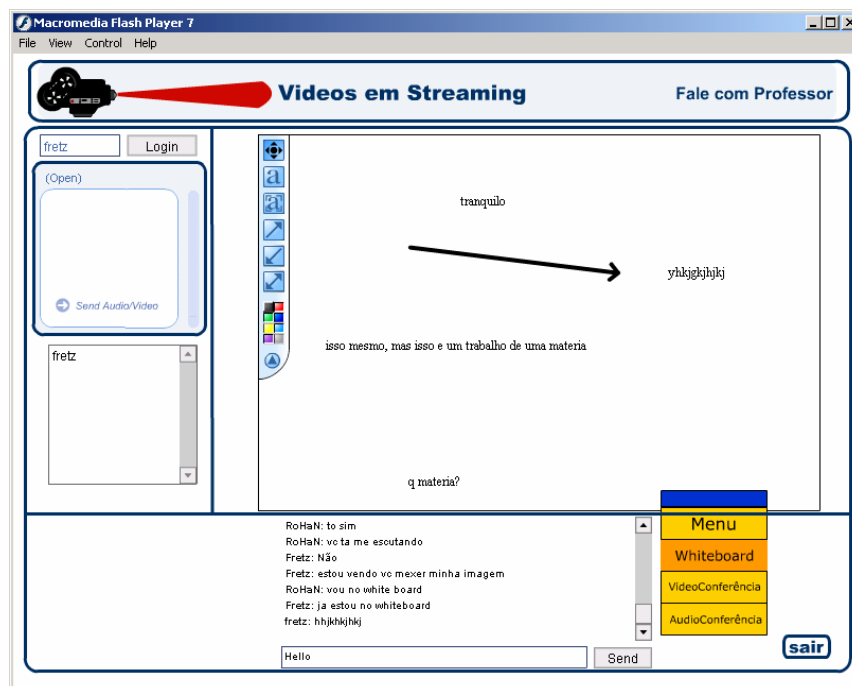 Macromedia Flash Player 7
File View Control Help
Videos em Streaming
Fale com Professor
fretz
Login
(Open)
Send Audio/Video
fretz
a
a
tranquilo
yhkjgkjhjkj
isso mesmo, mas isso e um trabalho de uma materia
q materia?
RoHaN: to sim
RoHaN: vc ta me escutando
Fretz: Não
Fretz: estou vendo vc mexer minha imagem
RoHaN: vou no white board
Fretz: ja estou no whiteboard
fretz: hhjkhkjhkj
Hello
Send
Menu
Whiteboard
VideoConferência
AudioConferência
sair